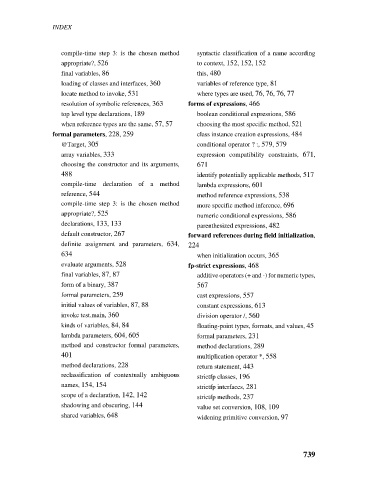 INDEX
compile-time step 3: is the chosen method
appropriate?, 526
final variables, 86
loading of classes and interfaces, 360
locate method to invoke, 531
resolution of symbolic references, 363
top level type declarations, 189
when reference types are the same, 57, 57
formal parameters, 228, 259
@Target, 305
array variables, 333
choosing the constructor and its arguments,
488
compile-time declaration of a method
reference, 544
compile-time step 3: is the chosen method
appropriate?, 525
declarations, 133, 133
default constructor, 267
definite assignment and parameters, 634,
634
evaluate arguments, 528
final variables, 87, 87
form of a binary, 387
formal parameters, 259
initial values of variables, 87, 88
invoke test.main, 360
kinds of variables, 84, 84
lambda parameters, 604, 605
method and constructor formal parameters,
401
method declarations, 228
reclassification of contextually ambiguous
names, 154, 154
scope of a declaration, 142, 142
shadowing and obscuring, 144
shared variables, 648
syntactic classification of a name according
to context, 152, 152, 152
this, 480
variables of reference type, 81
where types are used, 76, 76, 76, 77
forms of expressions, 466
boolean conditional expressions, 586
choosing the most specific method, 521
class instance creation expressions, 484
conditional operator ? :, 579, 579
expression compatibility constraints, 671,
671
identify potentially applicable methods, 517
lambda expressions, 601
method reference expressions, 538
more specific method inference, 696
numeric conditional expressions, 586
parenthesized expressions, 482
forward references during field initialization,
224
when initialization occurs, 365
fp-strict expressions, 468
additive operators (+ and -) for numeric types,
567
cast expressions, 557
constant expressions, 613
division operator /, 560
floating-point types, formats, and values, 45
formal parameters, 231
method declarations, 289
multiplication operator *, 558
return statement, 443
strictfp classes, 196
strictfp interfaces, 281
strictfp methods, 237
value set conversion, 108, 109
widening primitive conversion, 97
739